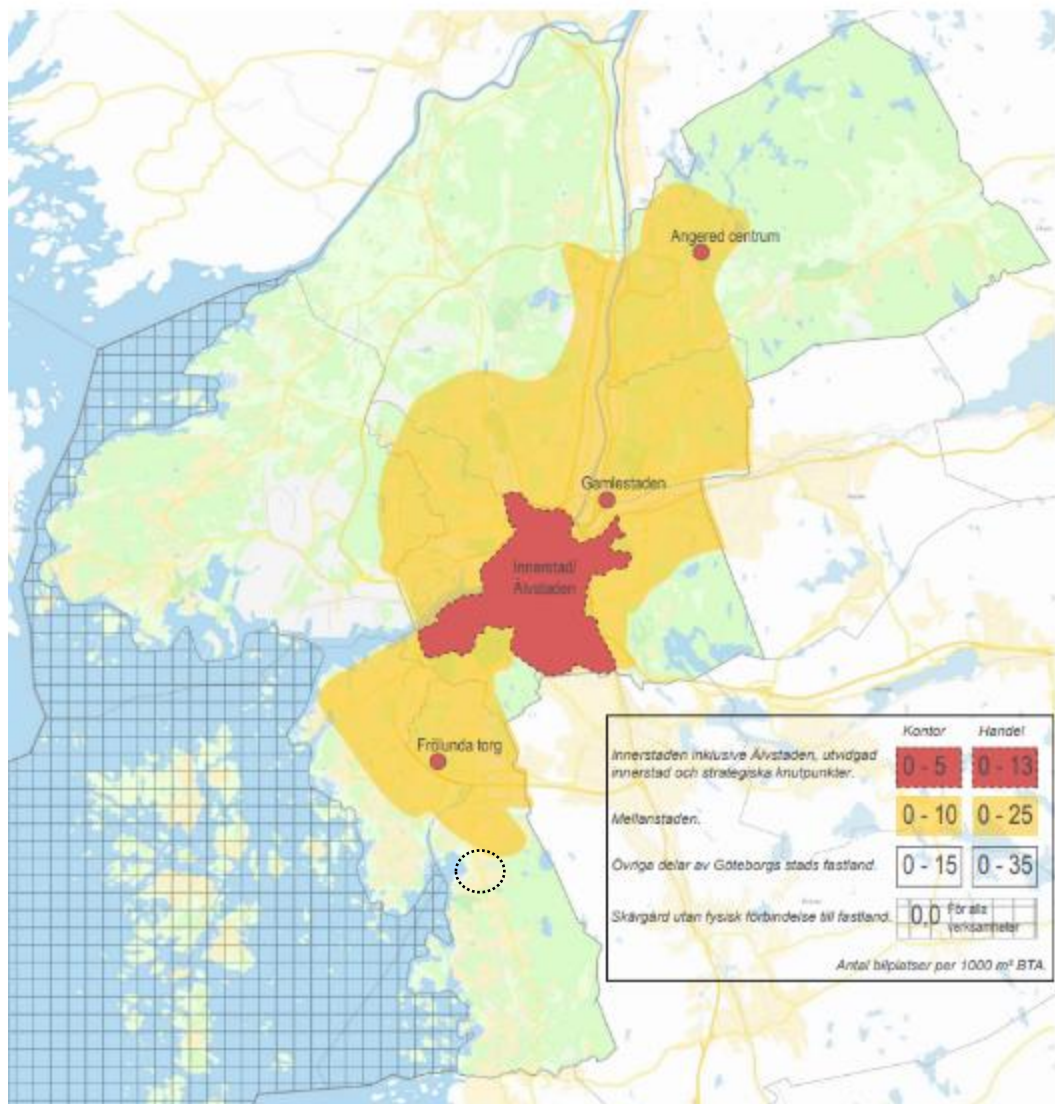 Angered centrum
Gamlestaden
Innerstad/
Älvstaden
Frölunda torg
Kontor Handel
Innerstaden inklusive Älvstaden, utvidgad
innerstad och strategiska knutpunkter.
0 - 5 0 - 13
Mellanstaden.
0 - 10 0 - 25
Övriga delar av Göteborgs stads fastland.
0 - 15 0 - 35
Skärgård utan fysisk förbindelse till fastland.
0,0 För alla
verksamheter
Antal bilplatser per 1000 m² BTA.